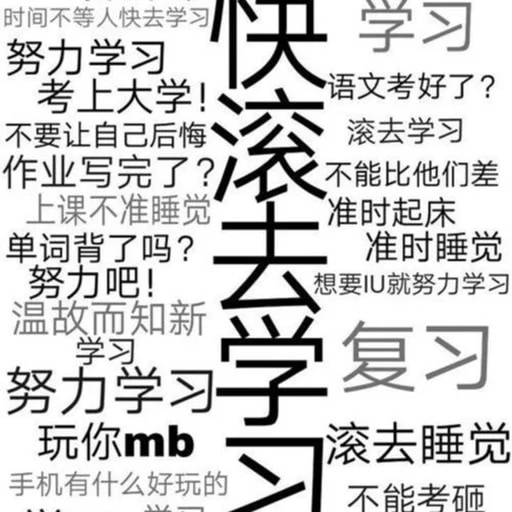 时间不等人快去学习
努力学习
考上大学!
不要让自己后悔
作业写完了?
上课不准睡觉
单词背了吗?
努力吧!
温故而知新
学习
努力学习
玩你mb
手机有什么好玩的
学习
快滚去学习
学习
语文考好了?
滚去学习
不能比他们差
准时起床
准时睡觉
想要IU就努力学习
复习
滚去睡觉
不能考砸